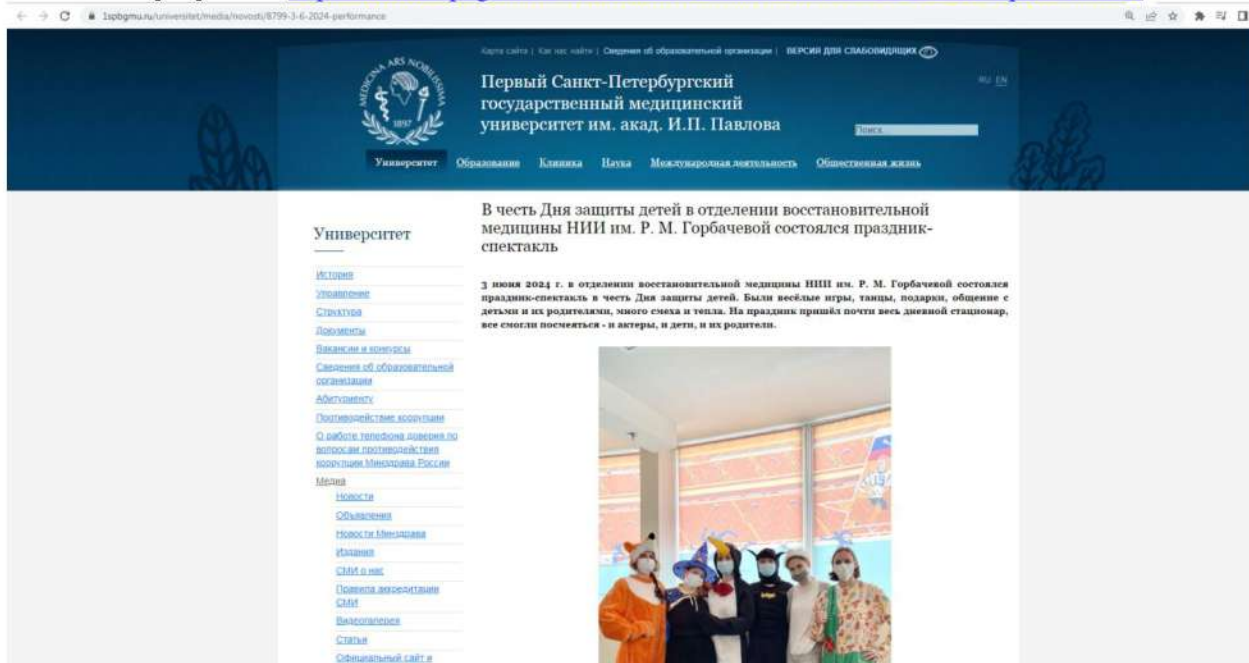 1spbgmu.ru/universitet/media/novosti/8799-3-6-2024-performance
Карта сайта | Как нас найти | Сведения об образовательной организации | ВЕРСИЯ ДЛЯ СЛАБОВИДЯЩИХ
MEDICINA ARS NOBILISSIMA
1897
Первый Санкт-Петербургский
государственный медицинский
университет им. акад. И.П. Павлова
RU EN
Поиск...
Университет Образование Клиника Наука Международная деятельность Общественная жизнь
Университет
История
Управление
Структура
Документы
Вакансии и конкурсы
Сведения об образовательной
организации
Абитуриенту
Противодействие коррупции
О работе телефона доверия по
вопросам противодействия
коррупции Минздрава России
Медиа
Новости
Объявления
Новости Минздрава
Издания
СМИ о нас
Правила аккредитации
СМИ
Видеогалерея
Статьи
Официальный сайт и
В честь Дня защиты детей в отделении восстановительной
медицины НИИ им. Р. М. Горбачевой состоялся праздник-
спектакль
3 июня 2024 г. в отделении восстановительной медицины НИИ им. Р. М. Горбачевой состоялся
праздник-спектакль в честь Дня защиты детей. Были весёлые игры, танцы, подарки, общение с
детьми и их родителями, много смеха и тепла. На праздник пришёл почти весь дневной стационар,
все смогли посмеяться - и актеры, и дети, и их родители.